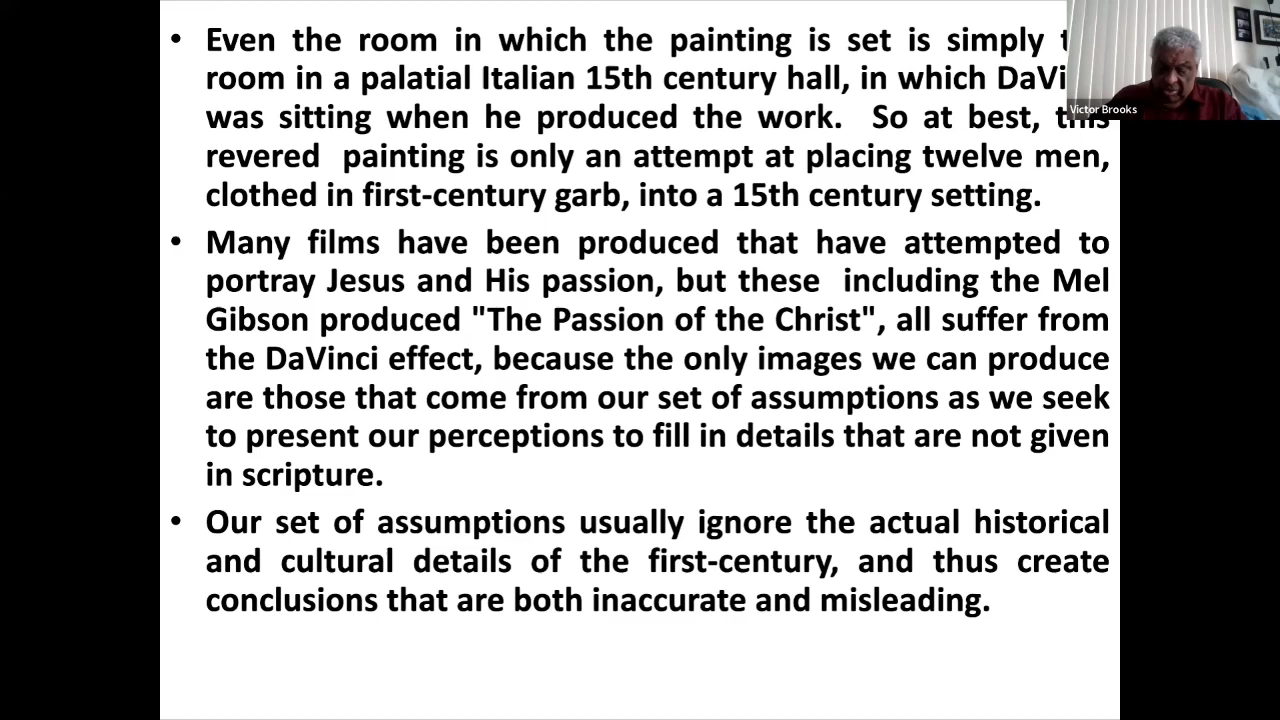 • Even the room in which the painting is set is simply
room in a palatial Italian 15th century hall, in which
was sitting when he produced the work. So at best, this
revered painting is only an attempt at placing twelve men,
clothed in first-century garb, into a 15th century setting.
• Many films have been produced that have attempted to
portray Jesus and His passion, but these including the Mel
Gibson produced "The Passion of the Christ", all suffer from
the DaVinci effect, because the only images we can produce
are those that come from our set of assumptions as we seek
to present our perceptions to fill in details that are not given
in scripture.
• Our set of assumptions usually ignore the actual historical
and cultural details of the first-century, and thus create
conclusions that are both inaccurate and misleading.
Victor Brooks